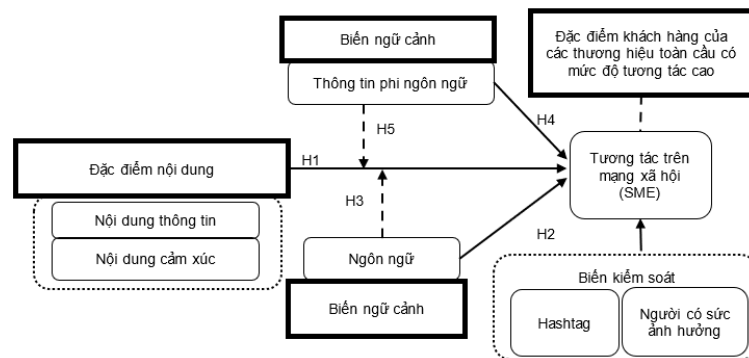 Biến ngữ cảnh
Thông tin phi ngôn ngữ
Đặc điểm khách hàng của
các thương hiệu toàn cầu có
mức độ tương tác cao
H5
H4
Đặc điểm nội dung
H1
Tương tác trên
mạng xã hội
(SME)
Nội dung thông tin
Nội dung cảm xúc
H3
H2
Ngôn ngữ
Biến ngữ cảnh
Biến kiểm soát
Hashtag
Người có sức
ảnh hưởng